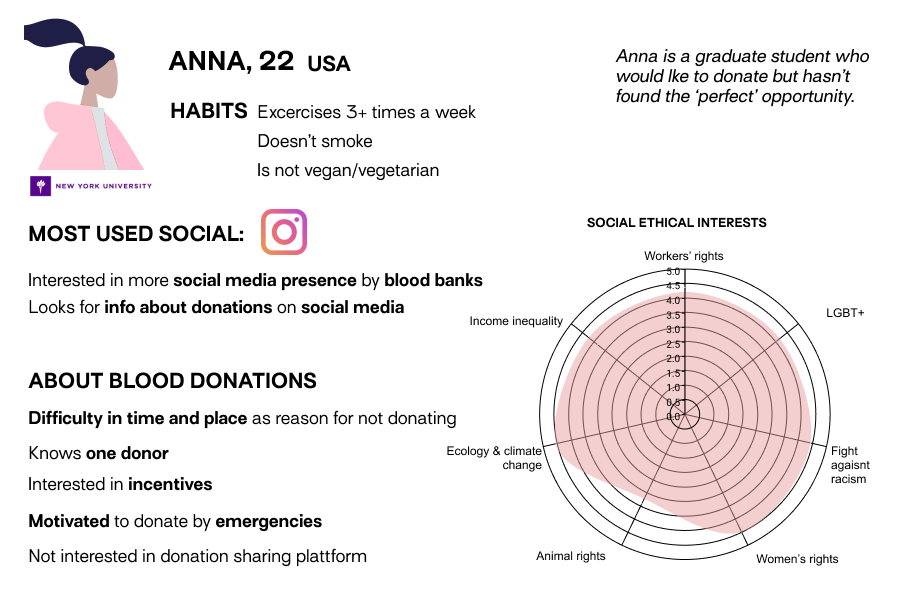 ANNA, 22 USA
Anna is a graduate student who
would lke to donate but hasn't
found the ‘perfect’ opportunity.
HABITS Excercises 3+ times a week
Doesn't smoke
Is not vegan/vegetarian
NEW YORK UNIVERSITY
MOST USED SOCIAL:
Interested in more social media presence by blood banks
Looks for info about donations on social media
ABOUT BLOOD DONATIONS
Difficulty in time and place as reason for not donating
Knows one donor
Interested in incentives
Motivated to donate by emergencies
Not interested in donation sharing plattform
SOCIAL ETHICAL INTERESTS
Workers' rights
5.0
4.5
4.0
3.5
3.0
2.5
2.0
1.5
1.0
0.5
0.0
LGBT+
Income inequality
Fight
agaisnt
racism
Ecology & climate
change
Animal rights
Women's rights